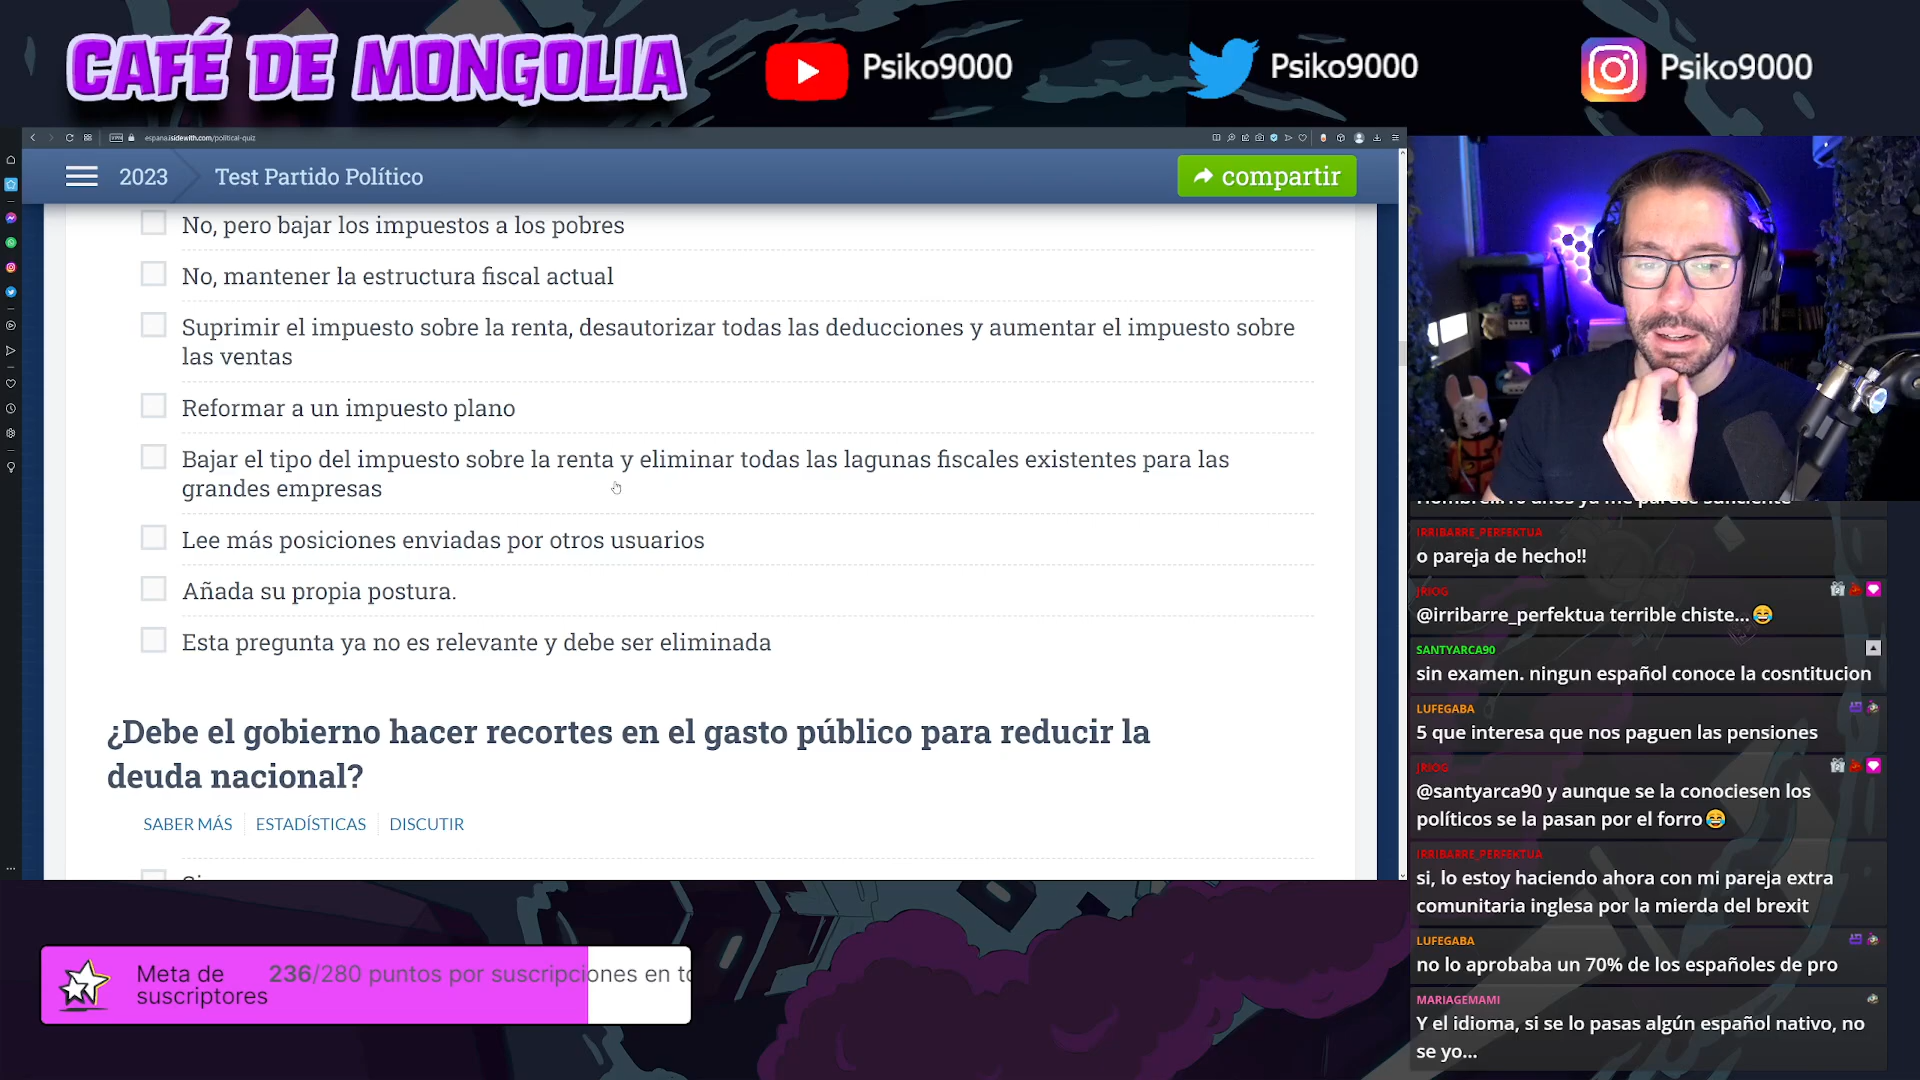 CAFÉ DE MONGOLIA
Psiko9000
Psiko9000
Psiko9000
VPN
espana.isidewith.com/political-quiz
2023
Test Partido Político
compartir
No, pero bajar los impuestos a los pobres
No, mantener la estructura fiscal actual
Suprimir el impuesto sobre la renta, desautorizar todas las deducciones y aumentar el impuesto sobre
las ventas
Reformar a un impuesto plano
Bajar el tipo del impuesto sobre la renta y eliminar todas las lagunas fiscales existentes para las
grandes empresas
Lee más posiciones enviadas por otros usuarios
Añada su propia postura.
Esta pregunta ya no es relevante y debe ser eliminada
¿Debe el gobierno hacer recortes en el gasto público para reducir la
deuda nacional?
SABER MÁS
ESTADÍSTICAS
DISCUTIR
Meta de
suscriptores
236/280 puntos por suscripciones en to
IRRIBARRE_PERFEKTUA
o pareja de hecho!!
JRIOG
@irribarre_perfektua terrible chiste...
SANTYARCA90
sin examen. ningun español conoce la cosntitucion
LUFEGABA
5 que interesa que nos paguen las pensiones
JRIOG
@santyarca90 y aunque se la conociesen los
políticos se la pasan por el forro
IRRIBARRE_PERFEKTUA
si, lo estoy haciendo ahora con mi pareja extra
comunitaria inglesa por la mierda del brexit
LUFEGABA
no lo aprobaba un 70% de los españoles de pro
MARIAGEMAMI
Y el idioma, si se lo pasas algún español nativo, no
se yo...